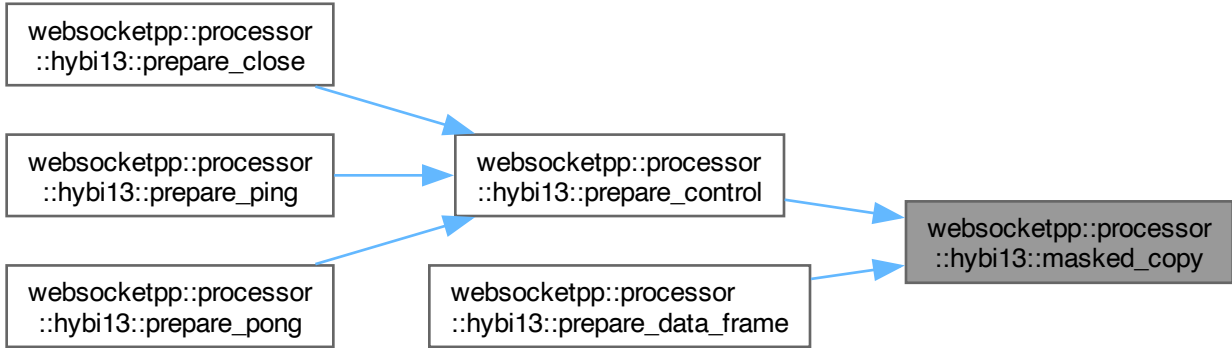 websocketpp::processor
::hybi13::prepare_close
websocketpp::processor
::hybi13::prepare_ping
websocketpp::processor
::hybi13::prepare_pong
websocketpp::processor
::hybi13::prepare_control
websocketpp::processor
::hybi13::prepare_data_frame
websocketpp::processor
::hybi13::masked_copy